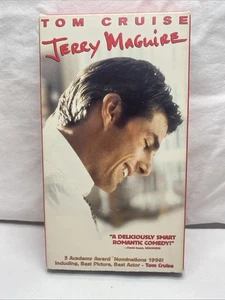 TOM CRUISE
JERRY MAGUIRE
"A DELICIOUSLY SMART
ROMANTIC COMEDY!"
5 Academy Award Nominations 1996!
Including, Best Picture, Best Actor - Tom Cruise